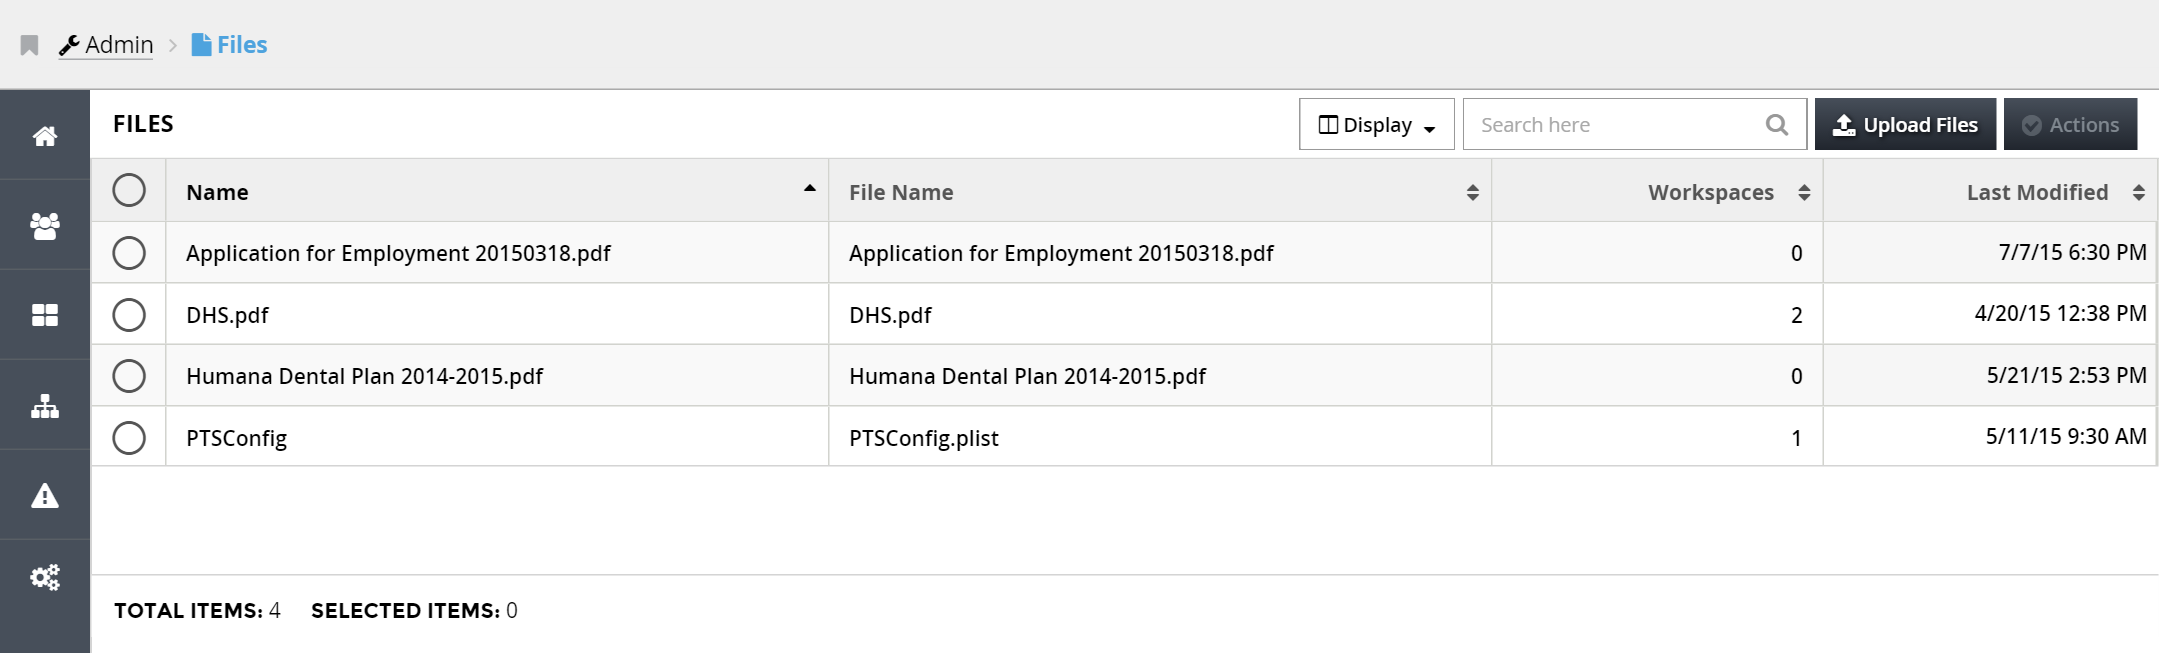 Admin > Files
FILES Display Search here Upload Files Actions
Name File Name Workspaces Last Modified
Application for Employment 20150318.pdf Application for Employment 20150318.pdf 0 7/7/15 6:30 PM
DHS.pdf DHS.pdf 2 4/20/15 12:38 PM
Humana Dental Plan 2014-2015.pdf Humana Dental Plan 2014-2015.pdf 0 5/21/15 2:53 PM
PTSConfig PTSConfig.plist 1 5/11/15 9:30 AM
TOTAL ITEMS: 4 SELECTED ITEMS: 0